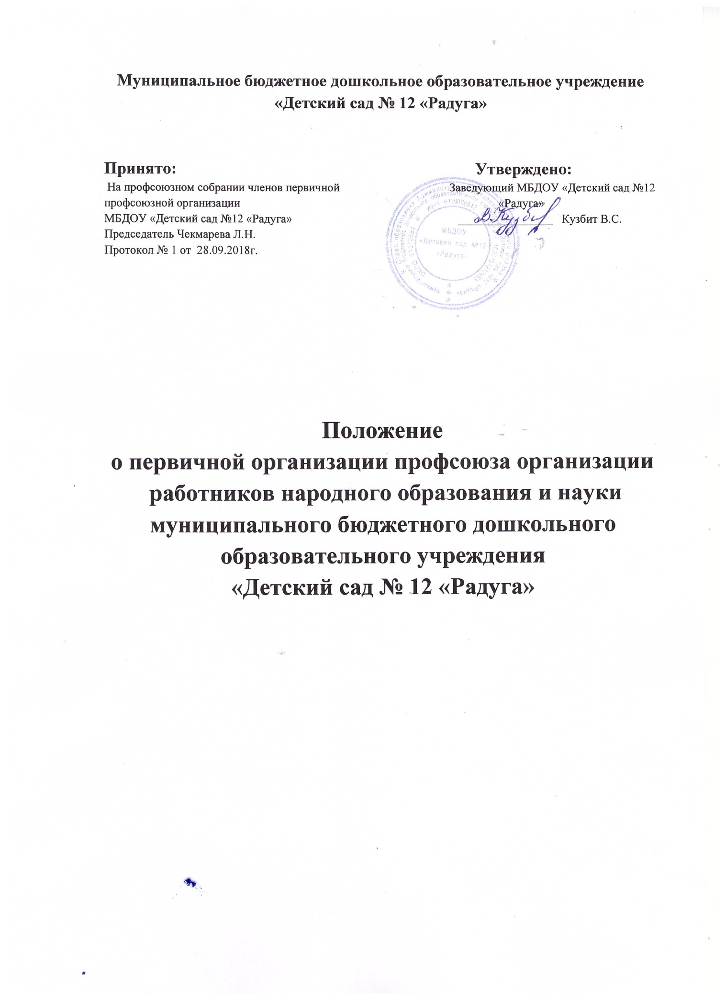 Муниципальное бюджетное дошкольное образовательное учреждение
«Детский сад № 12 «Радуга»
Принято:
На профсоюзном собрании членов первичной
профсоюзной организации
МБДОУ «Детский сад №12 «Радуга»
Председатель Чекмарева Л.Н.
Протокол № 1 от 28.09.2018г.
Утверждено:
Заведующий МБДОУ «Детский сад №12
«Радуга»
Кузбит В.С.
МБДОУ
«Детский сад №12
«Радуга»
Положение
о первичной организации профсоюза организации
работников народного образования и науки
муниципального бюджетного дошкольного
образовательного учреждения
«Детский сад № 12 «Радуга»